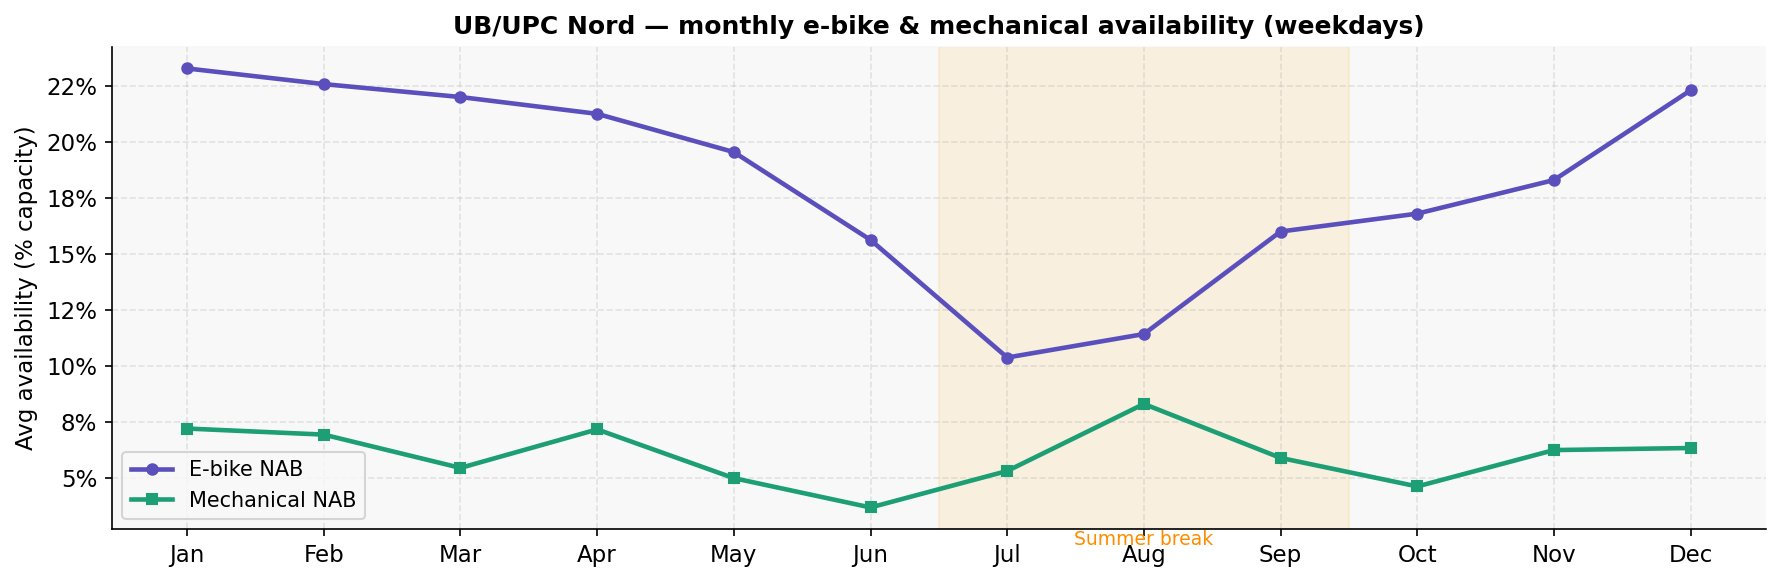 UB/UPC Nord — monthly e-bike & mechanical availability (weekdays)
Avg availability (% capacity)
22%
20%
18%
15%
12%
10%
8%
5%
E-bike NAB
Mechanical NAB
Summer break
Jan Feb Mar Apr May Jun Jul Aug Sep Oct Nov Dec